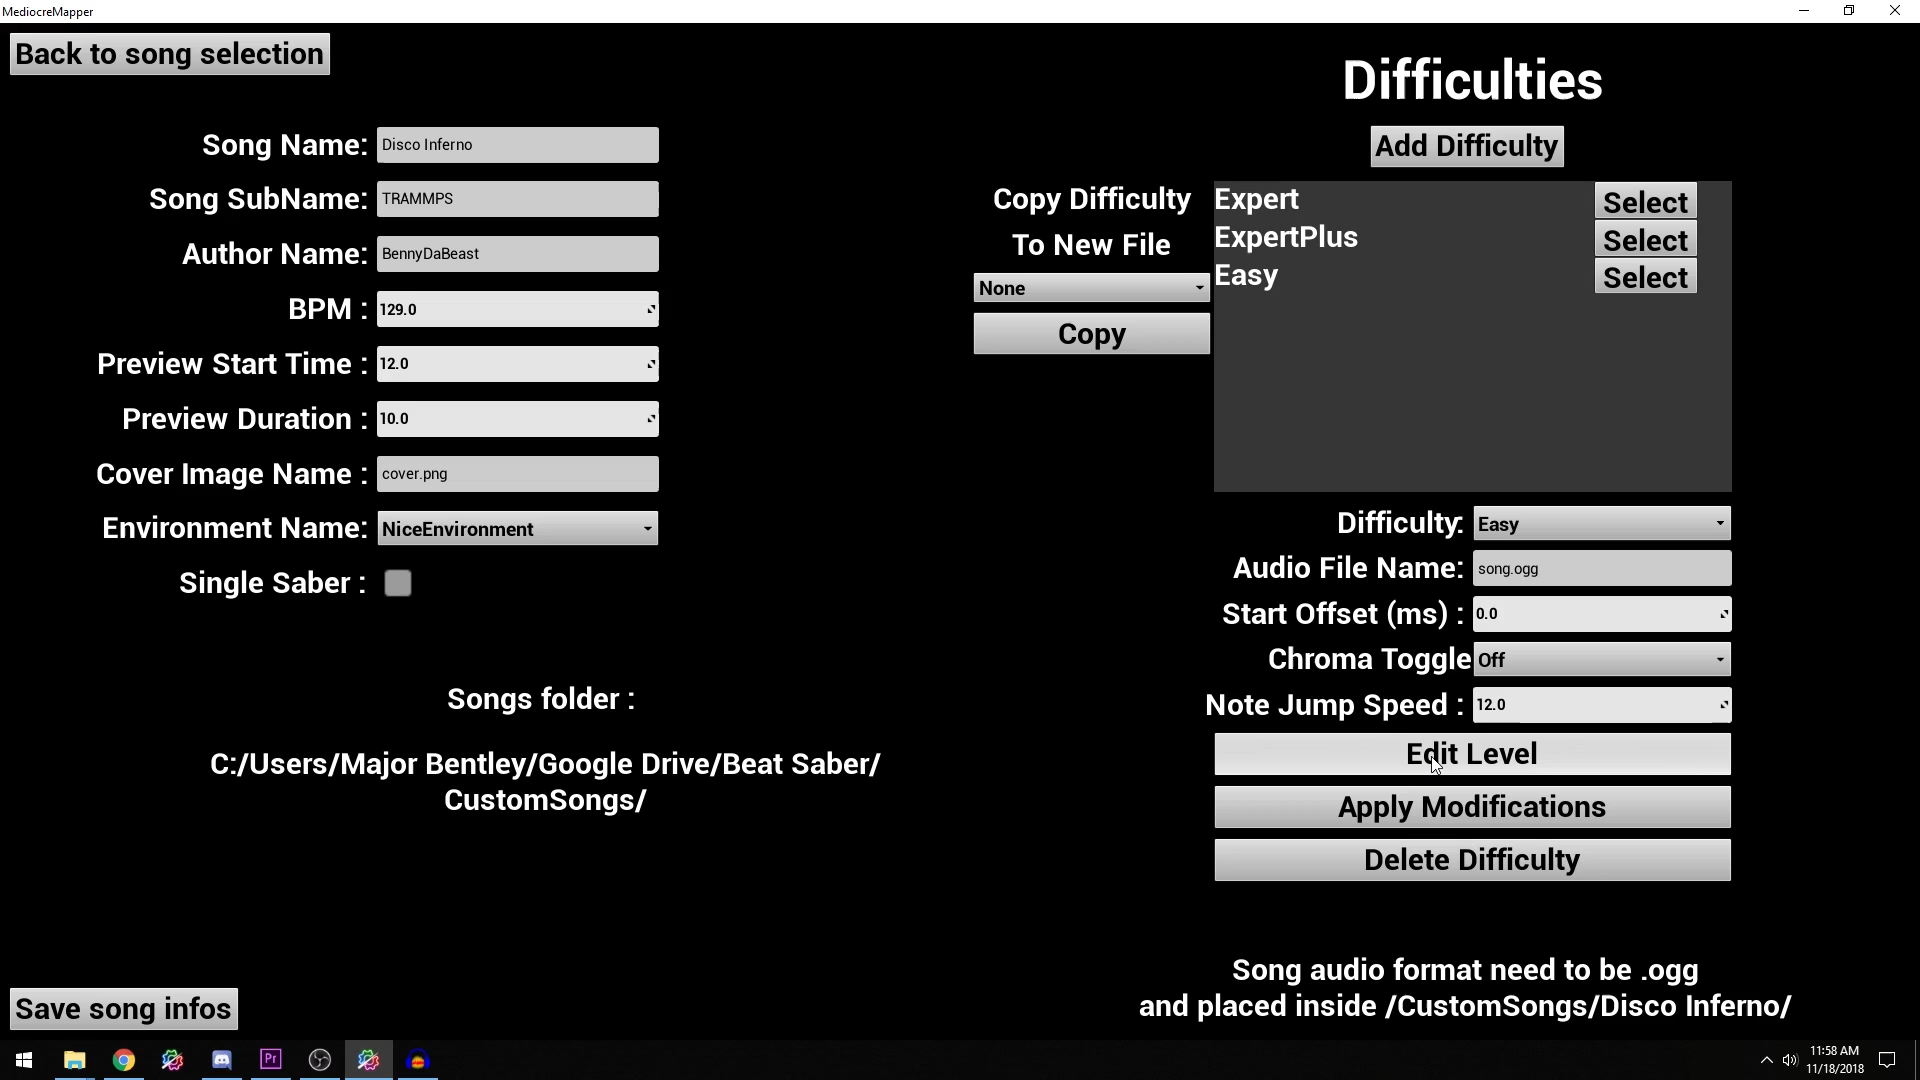 MediocreMapper
Back to song selection
Song Name: Disco Inferno
Song SubName: TRAMMPS
Author Name: BennyDaBeast
BPM : 129.0
Preview Start Time : 12.0
Preview Duration : 10.0
Cover Image Name : cover.png
Environment Name: NiceEnvironment
Single Saber :
Songs folder :
C:/Users/Major Bentley/Google Drive/Beat Saber/
CustomSongs/
Save song infos
Copy Difficulty
To New File
None
Copy
Difficulties
Add Difficulty
Expert Select
ExpertPlus Select
Easy Select
Difficulty: Easy
Audio File Name: song.ogg
Start Offset (ms) : 0.0
Chroma Toggle Off
Note Jump Speed : 12.0
Edit Level
Apply Modifications
Delete Difficulty
Song audio format need to be .ogg
and placed inside /CustomSongs/Disco Inferno/
Pr
11:58 AM
11/18/2018